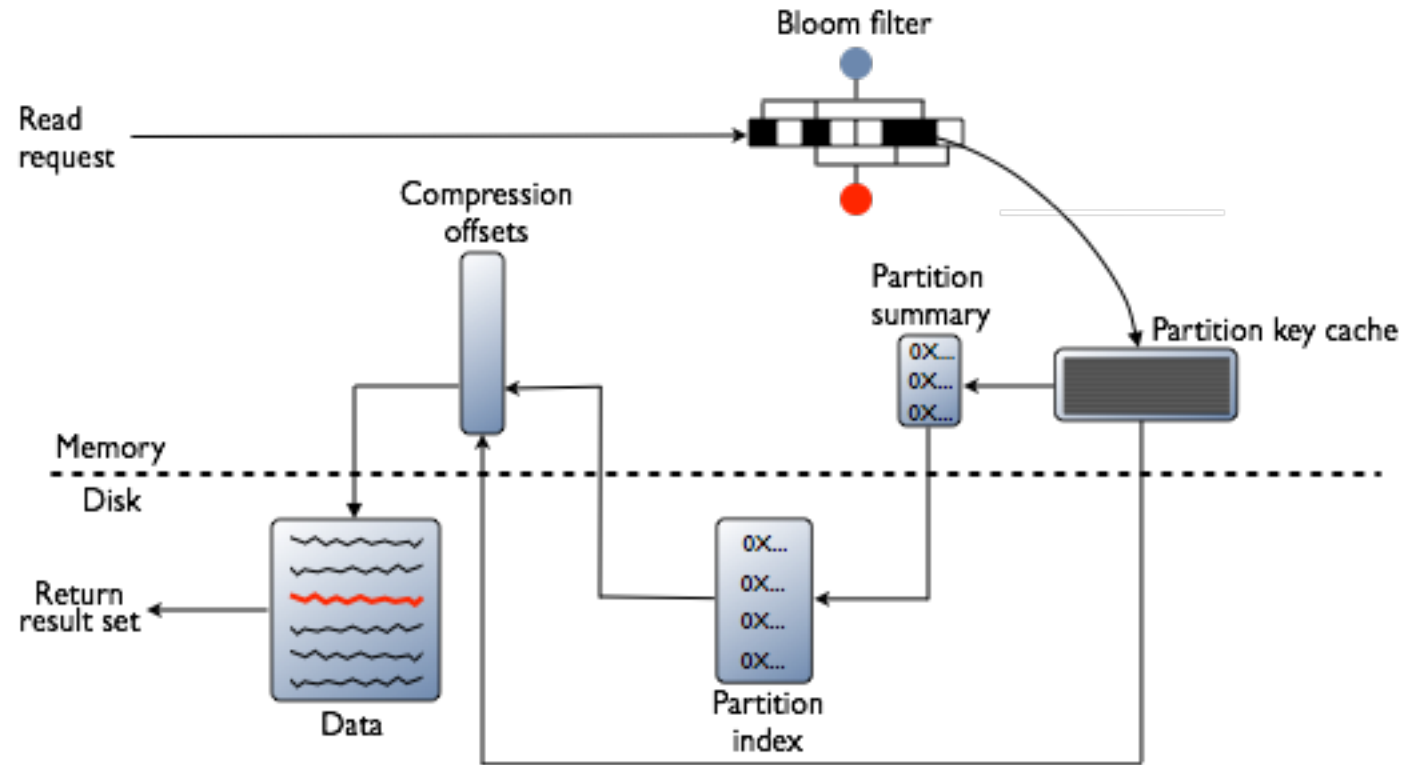 Bloom filter
Read
request
Compression
offsets
Partition
summary
Partition key cache
0X...
0X...
0X...
Memory
Disk
0X...
0X...
0X...
0X...
Return
result set
Partition
index
Data